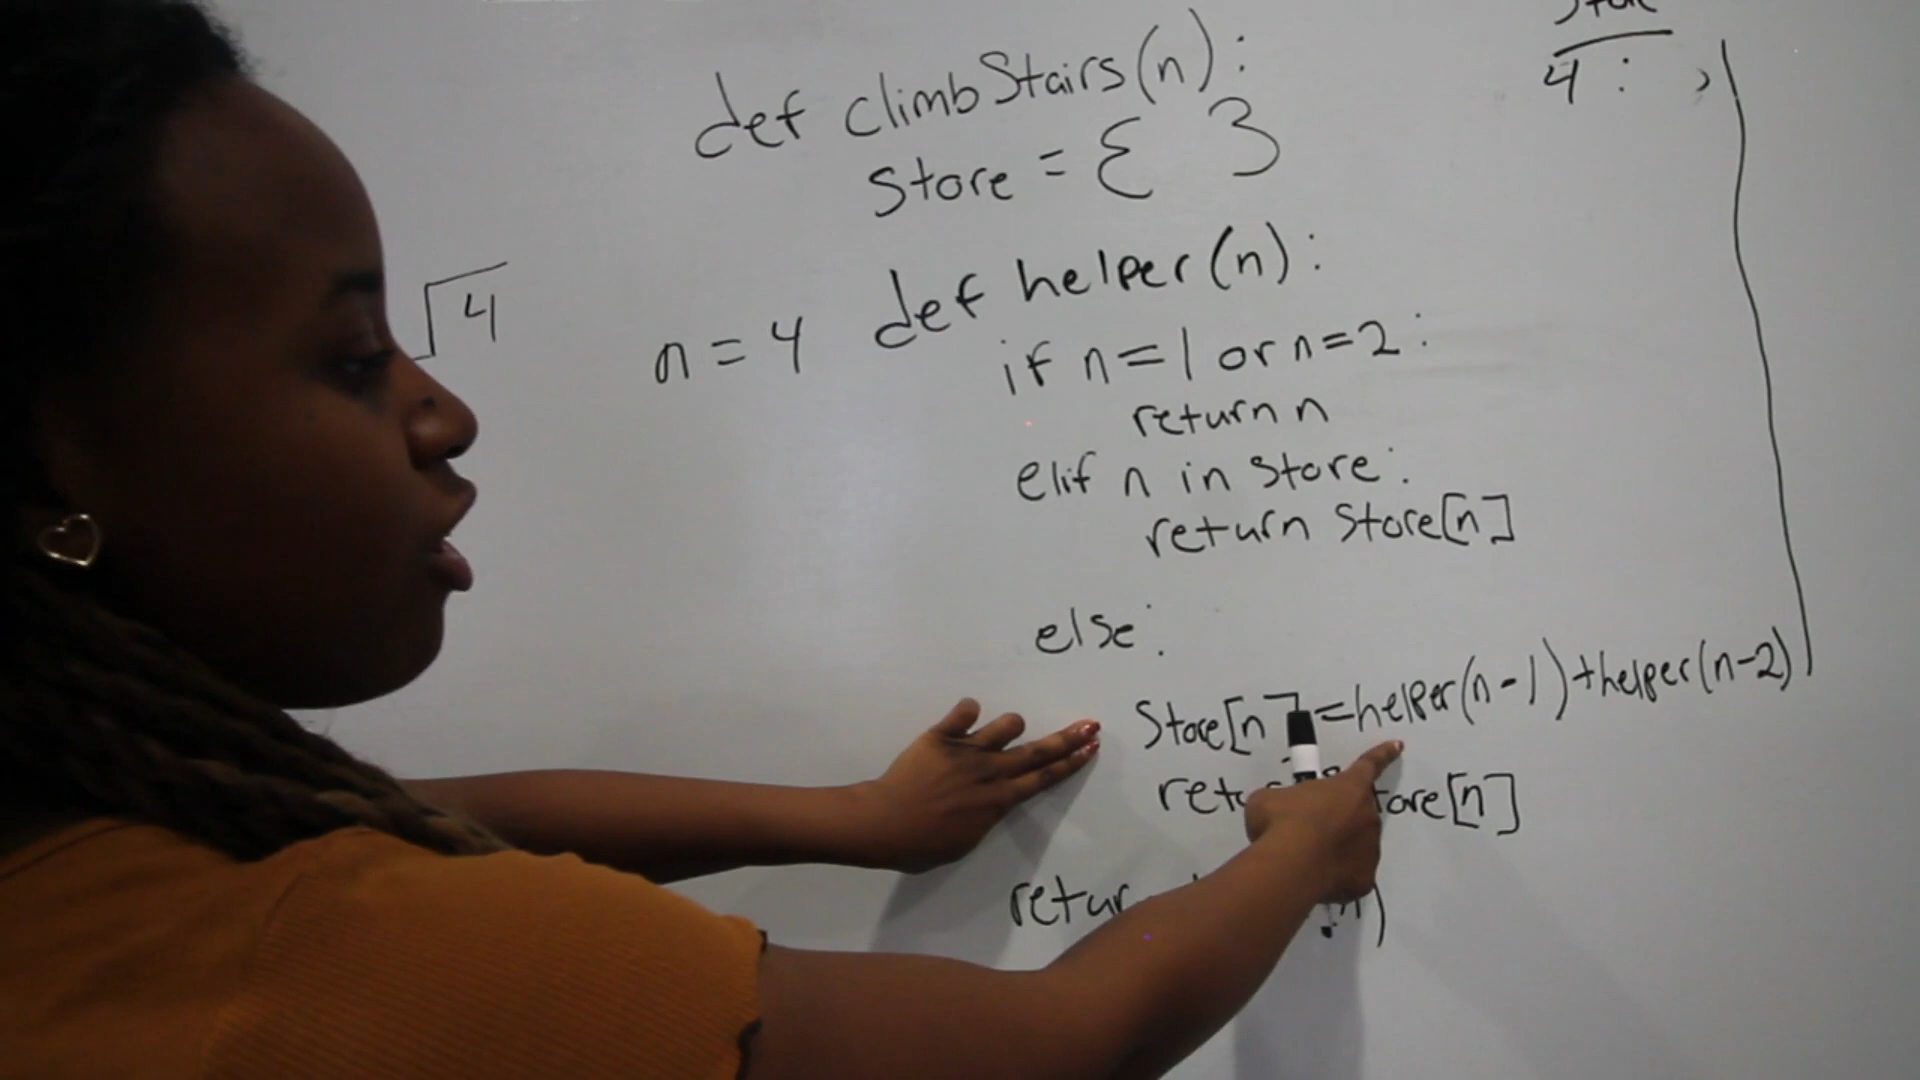 def climbStairs(n):
store = { }
4 : ,
√4
n = 4
def helper(n):
if n = 1 or n = 2 :
return n
elif n in store:
return store[n]
else:
Store[n] = helper(n-1)+helper(n-2)
store[n]
n)